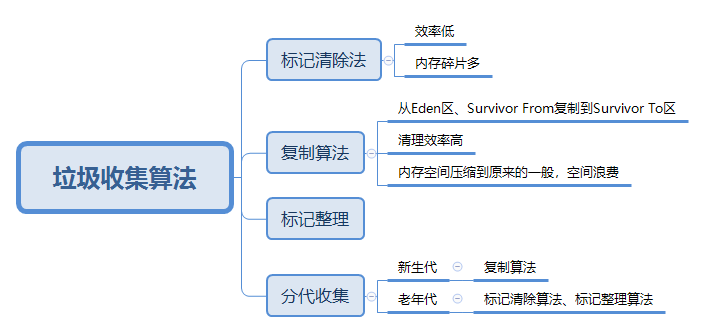 垃圾收集算法
标记清除法
效率低
内存碎片多
复制算法
从Eden区、Survivor From复制到Survivor To区
清理效率高
内存空间压缩到原来的一般，空间浪费
标记整理
分代收集
新生代
复制算法
老年代
标记清除算法、标记整理算法